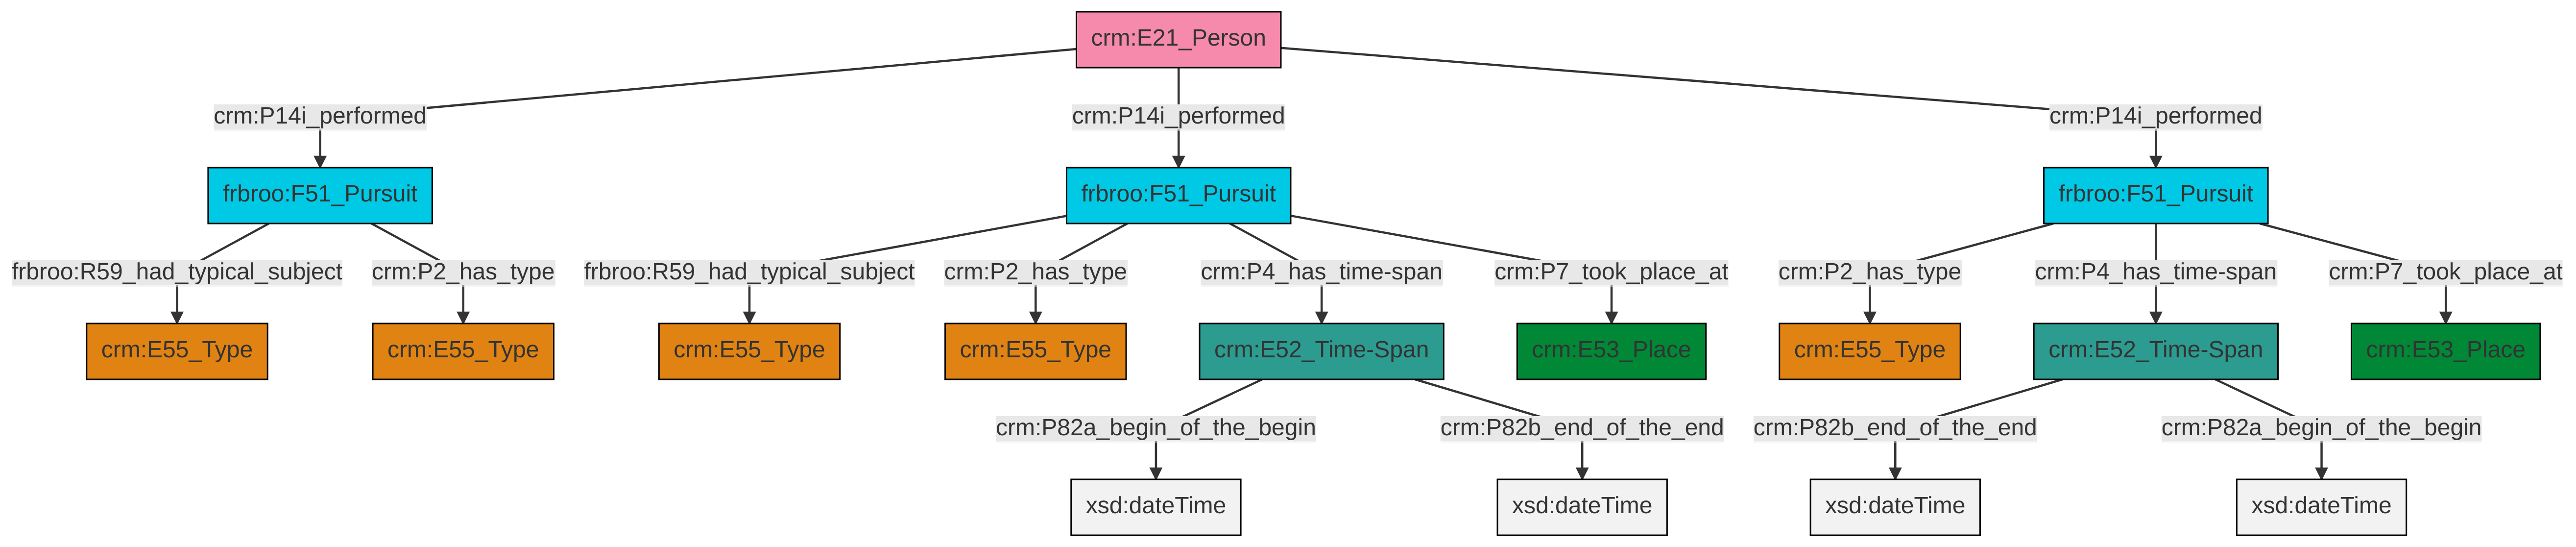 crm:E21_Person
crm:P14i_performed
crm:P14i_performed
crm:P14i_performed
frbroo:F51_Pursuit
frbroo:F51_Pursuit
frbroo:F51_Pursuit
frbroo:R59_had_typical_subject
crm:P2_has_type
frbroo:R59_had_typical_subject
crm:P2_has_type
crm:P4_has_time-span
crm:P7_took_place_at
crm:P2_has_type
crm:P4_has_time-span
crm:P7_took_place_at
crm:E55_Type
crm:E55_Type
crm:E55_Type
crm:E55_Type
crm:E52_Time-Span
crm:E53_Place
crm:E55_Type
crm:E52_Time-Span
crm:E53_Place
crm:P82a_begin_of_the_begin
crm:P82b_end_of_the_end
crm:P82b_end_of_the_end
crm:P82a_begin_of_the_begin
xsd:dateTime
xsd:dateTime
xsd:dateTime
xsd:dateTime